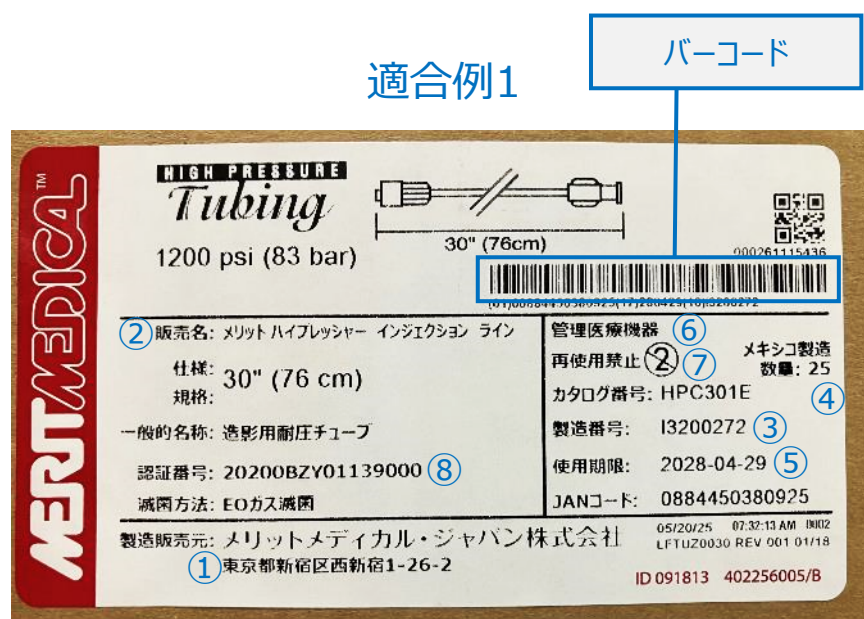 バーコード
適合例1
MERITMEDICAL™
HIGH PRESSURE
Tubing
1200 psi (83 bar)
30" (76cm)
000261115436
(01)00884450380925(17)280429(10)I3200272
②販売名: メリット ハイプレッシャー インジェクション ライン
仕様:
規格: 30" (76 cm)
一般的名称: 造影用耐圧チューブ
認証番号: 20200BZY01139000 ⑧
滅菌方法: EOガス滅菌
管理医療機器 ⑥
再使用禁止 2 ⑦
メキシコ製造
数量: 25
④
カタログ番号: HPC301E
製造番号: I3200272 ③
使用期限: 2028-04-29 ⑤
JANコード: 0884450380925
製造販売元: メリットメディカル・ジャパン株式会社
①東京都新宿区西新宿1-26-2
05/20/25 07:32:13 AM 0002
LFTUZ0030 REV 001 01/18
ID 091813 402256005/B